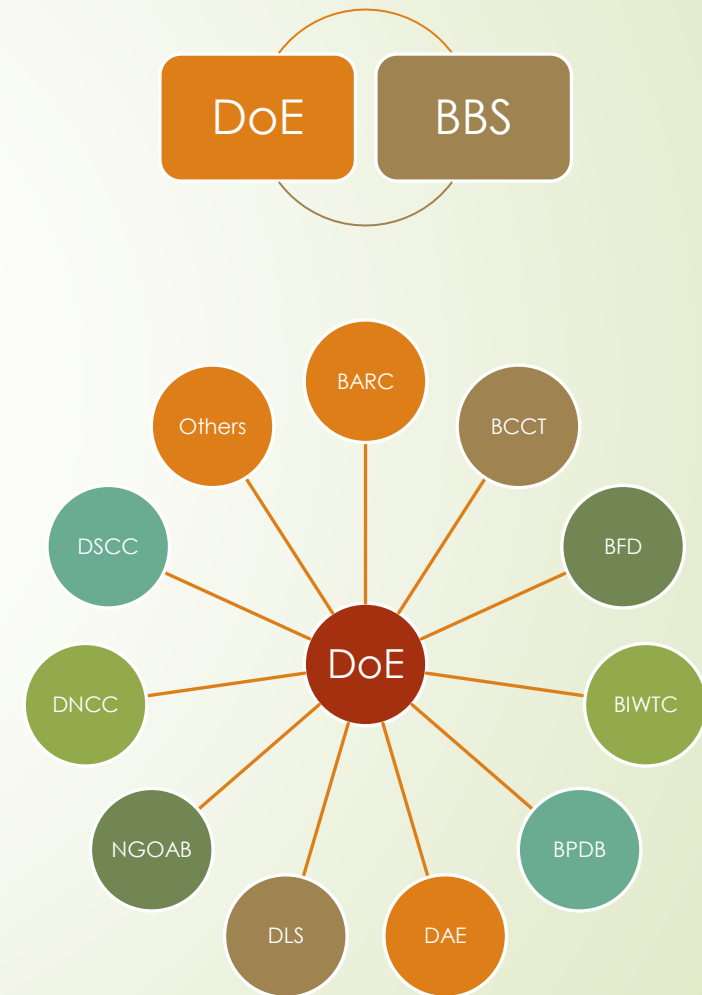 DoE
BBS
BARC
BCCT
BFD
BIWTC
BPDB
DAE
DLS
NGOAB
DNCC
DSCC
Others
DoE